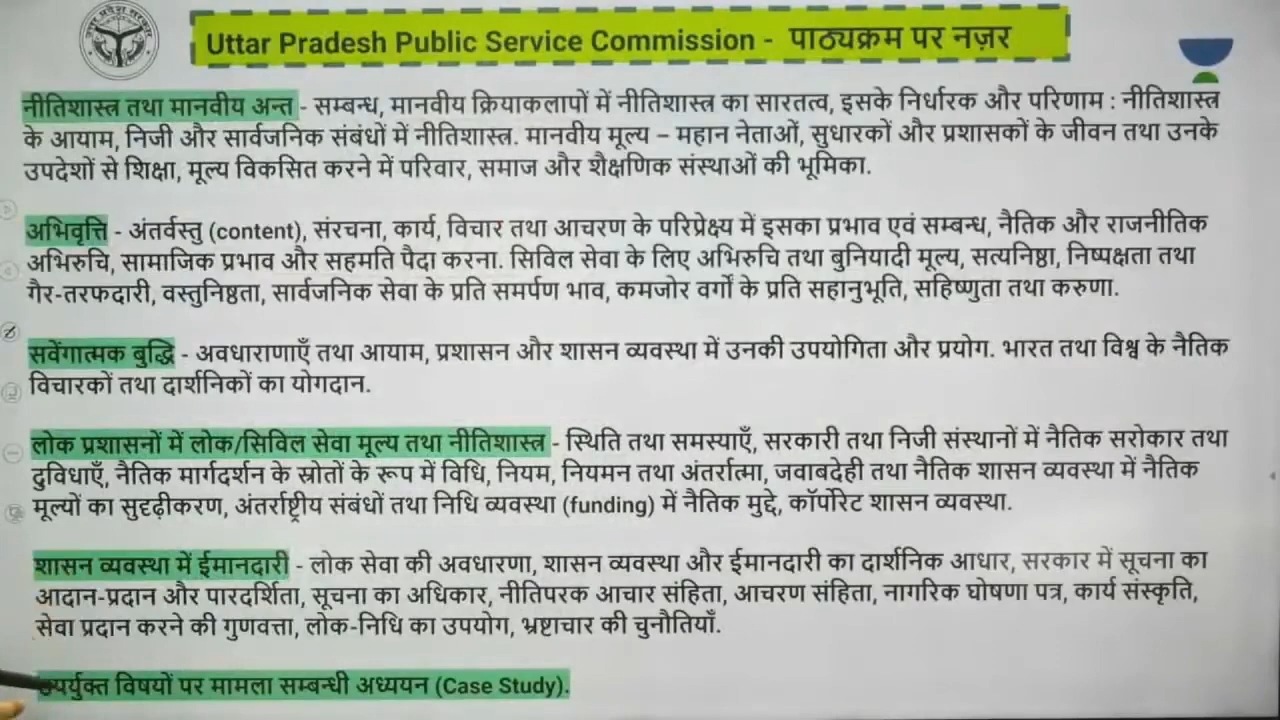 Uttar Pradesh Public Service Commission - पाठ्यक्रम पर नज़र
नीतिशास्त्र तथा मानवीय अन्त - सम्बन्ध, मानवीय क्रियाकलापों में नीतिशास्त्र का सारतत्व, इसके निर्धारक और परिणाम : नीतिशास्त्र
के आयाम, निजी और सार्वजनिक संबंधों में नीतिशास्त्र. मानवीय मूल्य – महान नेताओं, सुधारकों और प्रशासकों के जीवन तथा उनके
उपदेशों से शिक्षा, मूल्य विकसित करने में परिवार, समाज और शैक्षणिक संस्थाओं की भूमिका.
अभिवृत्ति - अंतर्वस्तु (content), संरचना, कार्य, विचार तथा आचरण के परिप्रेक्ष्य में इसका प्रभाव एवं सम्बन्ध, नैतिक और राजनीतिक
अभिरुचि, सामाजिक प्रभाव और सहमति पैदा करना. सिविल सेवा के लिए अभिरुचि तथा बुनियादी मूल्य, सत्यनिष्ठा, निष्पक्षता तथा
गैर-तरफदारी, वस्तुनिष्ठता, सार्वजनिक सेवा के प्रति समर्पण भाव, कमजोर वर्गों के प्रति सहानुभूति, सहिष्णुता तथा करुणा.
सवेंगात्मक बुद्धि - अवधाराणाएँ तथा आयाम, प्रशासन और शासन व्यवस्था में उनकी उपयोगिता और प्रयोग. भारत तथा विश्व के नैतिक
विचारकों तथा दार्शनिकों का योगदान.
लोक प्रशासनों में लोक/सिविल सेवा मूल्य तथा नीतिशास्त्र - स्थिति तथा समस्याएँ, सरकारी तथा निजी संस्थानों में नैतिक सरोकार तथा
दुविधाएँ, नैतिक मार्गदर्शन के स्रोतों के रूप में विधि, नियम, नियमन तथा अंतर्रात्मा, जवाबदेही तथा नैतिक शासन व्यवस्था में नैतिक
मूल्यों का सुदृढ़ीकरण, अंतर्राष्ट्रीय संबंधों तथा निधि व्यवस्था (funding) में नैतिक मुद्दे, कॉर्पोरेट शासन व्यवस्था.
शासन व्यवस्था में ईमानदारी - लोक सेवा की अवधारणा, शासन व्यवस्था और ईमानदारी का दार्शनिक आधार, सरकार में सूचना का
आदान-प्रदान और पारदर्शिता, सूचना का अधिकार, नीतिपरक आचार संहिता, आचरण संहिता, नागरिक घोषणा पत्र, कार्य संस्कृति,
सेवा प्रदान करने की गुणवत्ता, लोक-निधि का उपयोग, भ्रष्टाचार की चुनौतियाँ.
उपर्युक्त विषयों पर मामला सम्बन्धी अध्ययन (Case Study).